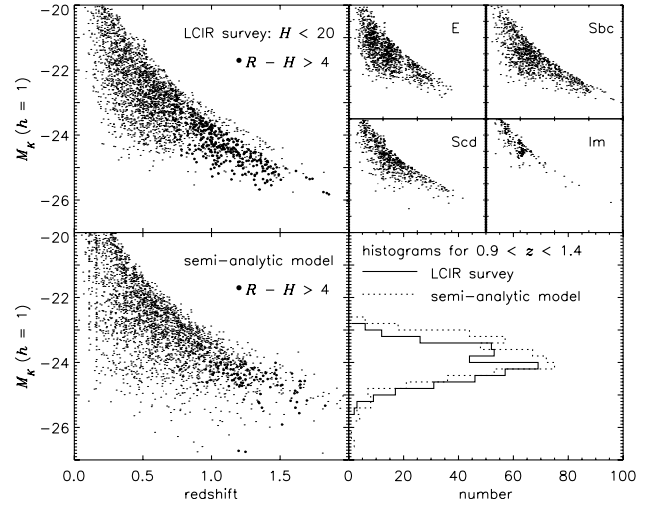 -20
-22
-24
-26
M_K (h = 1)
LCIR survey: H < 20
R - H > 4
E
Sbc
Scd
Im
-20
-22
-24
-26
M_K (h = 1)
semi-analytic model
R - H > 4
histograms for 0.9 < z < 1.4
LCIR survey
semi-analytic model
0.0 0.5 1.0 1.5 0 20 40 60 80 100
redshift number